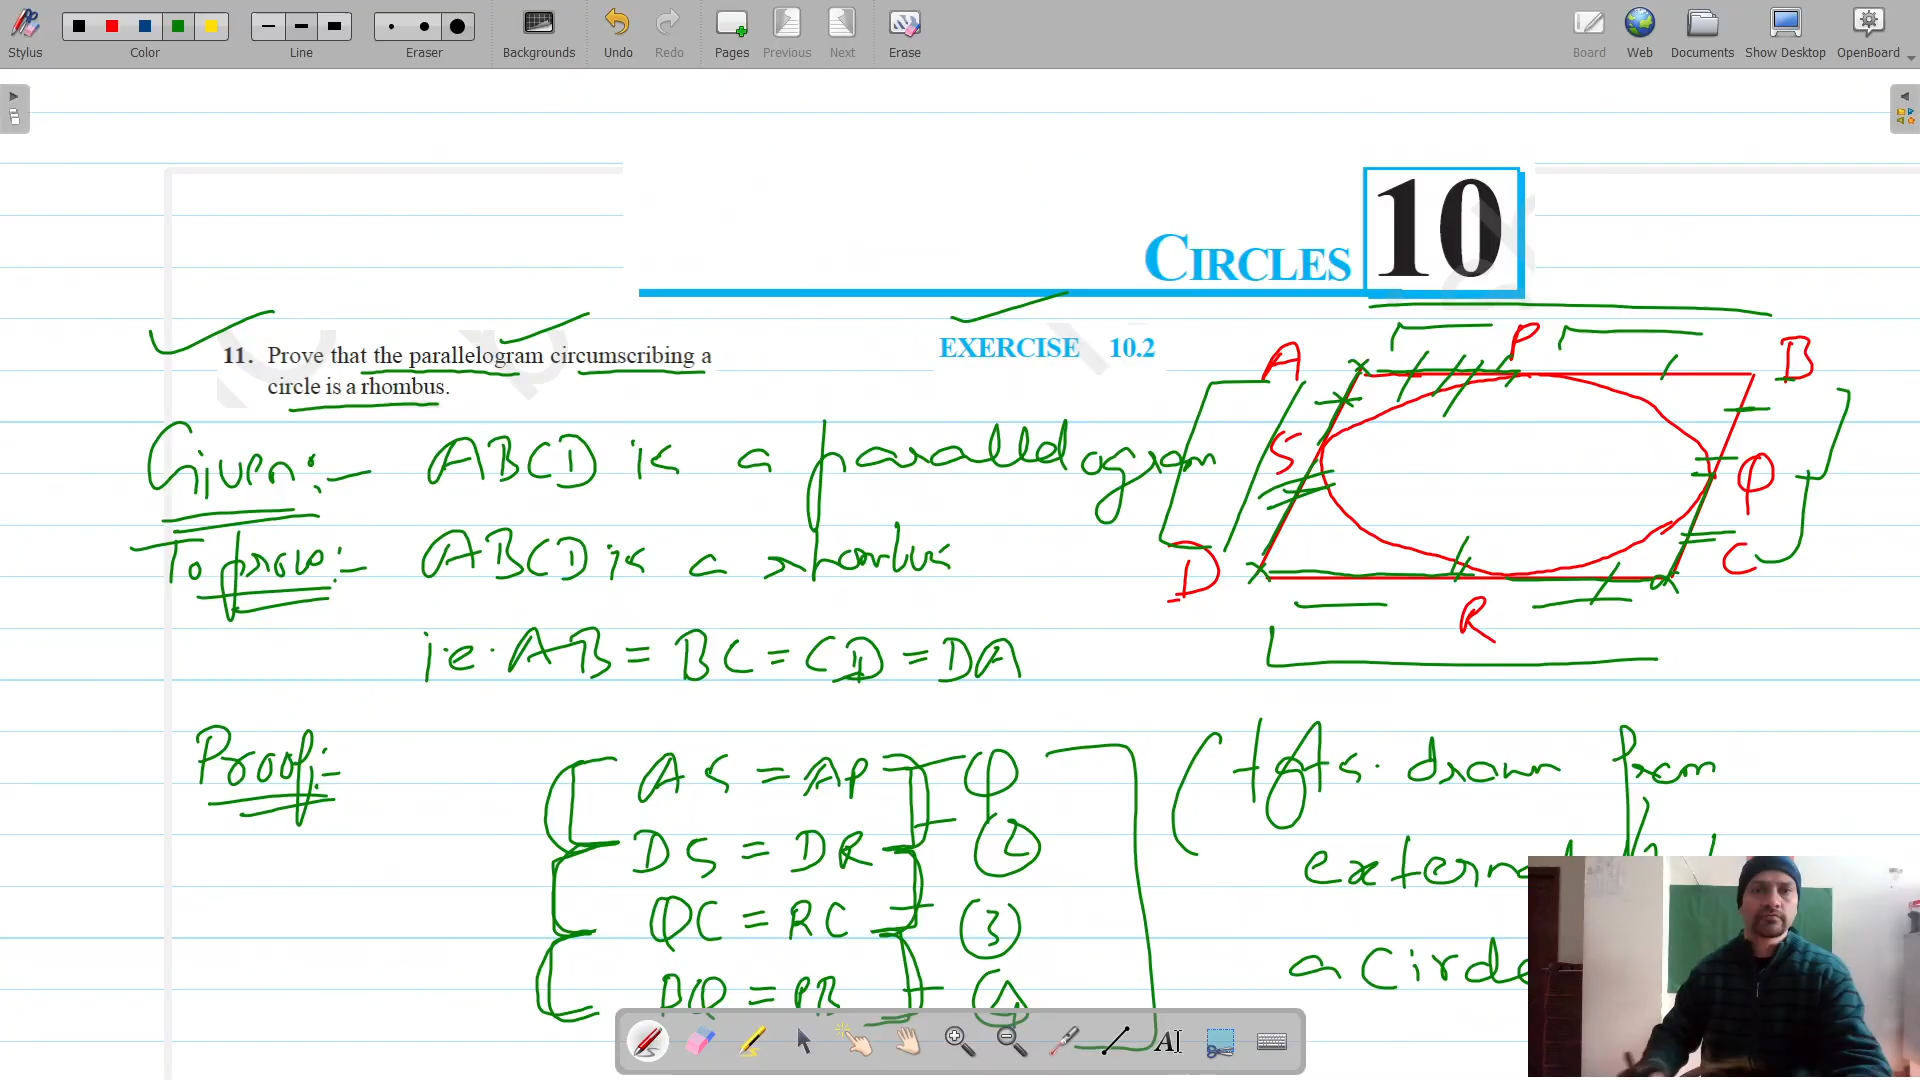 Stylus Color Line Eraser Backgrounds Undo Redo Pages Previous Next Erase Board Web Documents Show Desktop OpenBoard
CIRCLES 10
EXERCISE 10.2
11. Prove that the parallelogram circumscribing a
circle is a rhombus.
A P B
S Q
D R C
Given:- ABCD is a parallelogram
To prove:- ABCD is a rhombus
i.e. AB = BC = CD = DA
Proof:- AS = AP - (1) (tgts. drawn from
DS = DR - (2) external
QC = RC - (3)
a Circle
BQ = PB - (4)